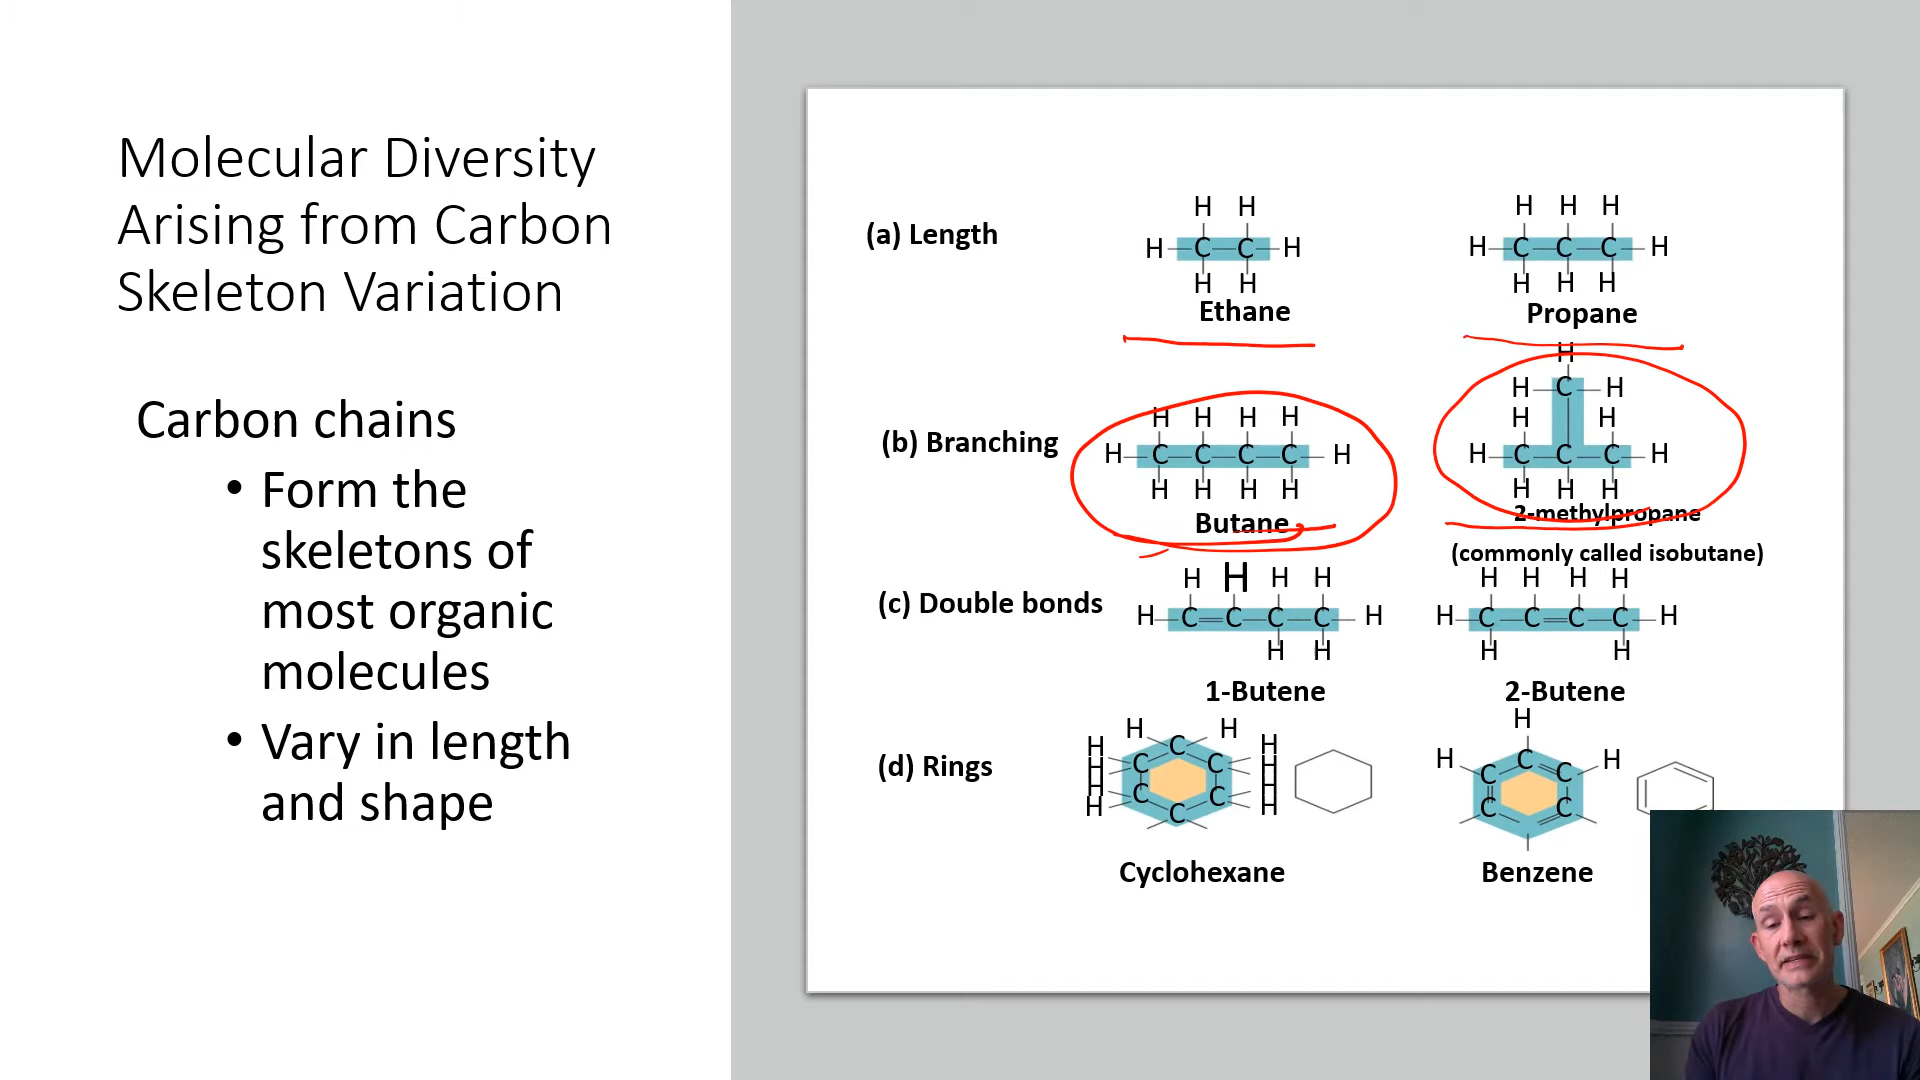 Molecular Diversity
Arising from Carbon
Skeleton Variation
Carbon chains
• Form the
skeletons of
most organic
molecules
• Vary in length
and shape
(a) Length
H H
H C C H
H H
Ethane
H H H
H C C C H
H H H
Propane
(b) Branching
H H H H
H C C C C H
H H H H
Butane
H
H C H
H H
H C C C H
H H H
2-methylpropane
(commonly called isobutane)
(c) Double bonds
H H H H
H C C C C H
H H
1-Butene
H H H H
H C C C C H
H H
2-Butene
(d) Rings
H H
H C H
H C C H
H C C H
H C H
Cyclohexane
H
H C H
C C
C C
Benzene